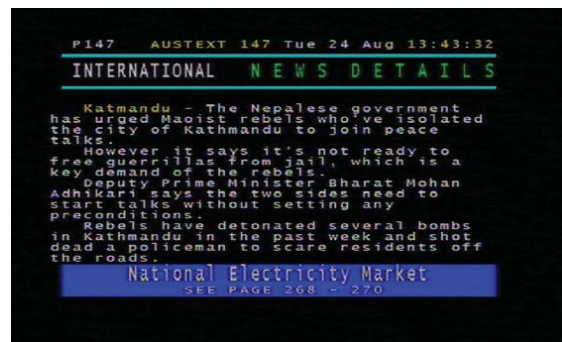 P147 AUSTEXT 147 Tue 24 Aug 13:43:32
INTERNATIONAL NEWS DETAILS
Katmandu - The Nepalese government
has urged Maoist rebels who've isolated
the city of Kathmandu to join peace
talks.
However it says it's not ready to
free guerrillas from jail, which is a
key demand of the rebels.
Deputy Prime Minister Bharat Mohan
Adhikari says the two sides need to
start talks without setting any
preconditions.
Rebels have detonated several bombs
in Kathmandu in the past week and shot
dead a policeman to scare residents off
the roads.
National Electricity Market
SEE PAGE 268 - 270